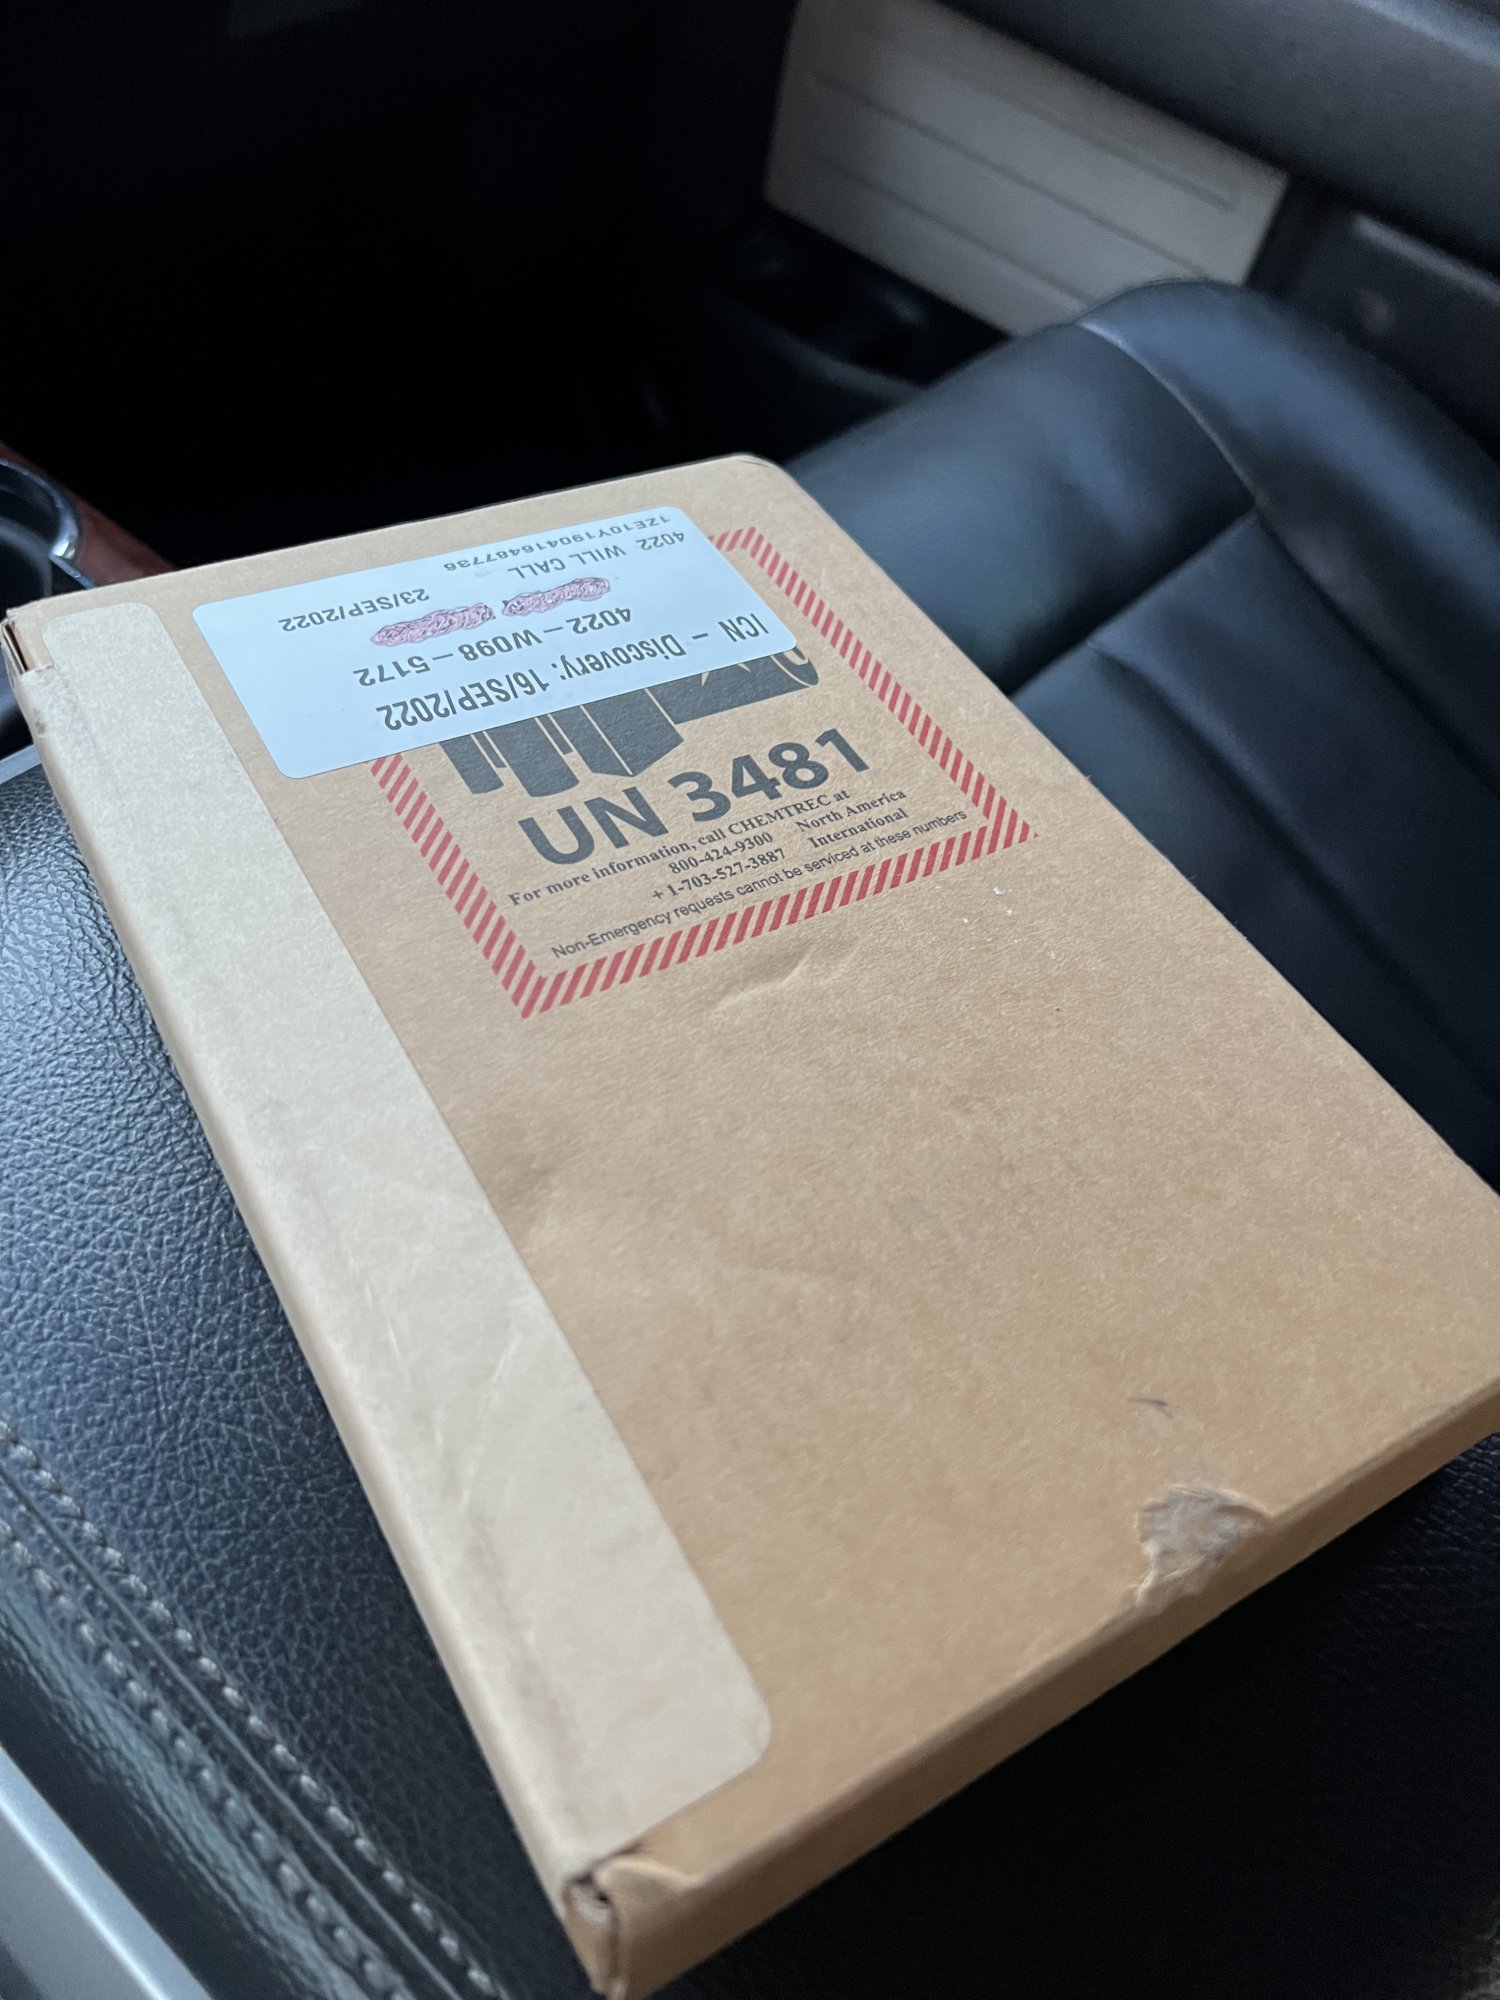 ICN – Discovery: 16/SEP/2022
4022 – W098 – 5172
4022 WILL CALL 23/SEP/2022
1ZE10Y190416487736
UN 3481
For more information, call CHEMTREC at
800-424-9300 North America
+ 1-703-527-3887 International
Non-Emergency requests cannot be serviced at these numbers